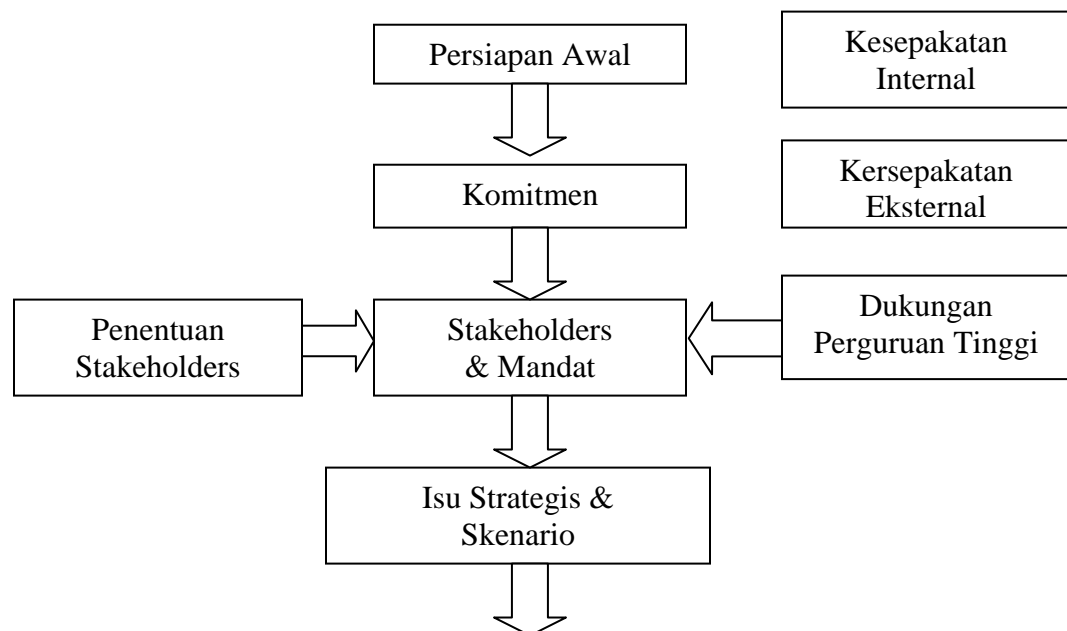 Persiapan Awal
Kesepakatan
Internal
Komitmen
Kersepakatan
Eksternal
Penentuan
Stakeholders
Stakeholders
& Mandat
Dukungan
Perguruan Tinggi
Isu Strategis &
Skenario